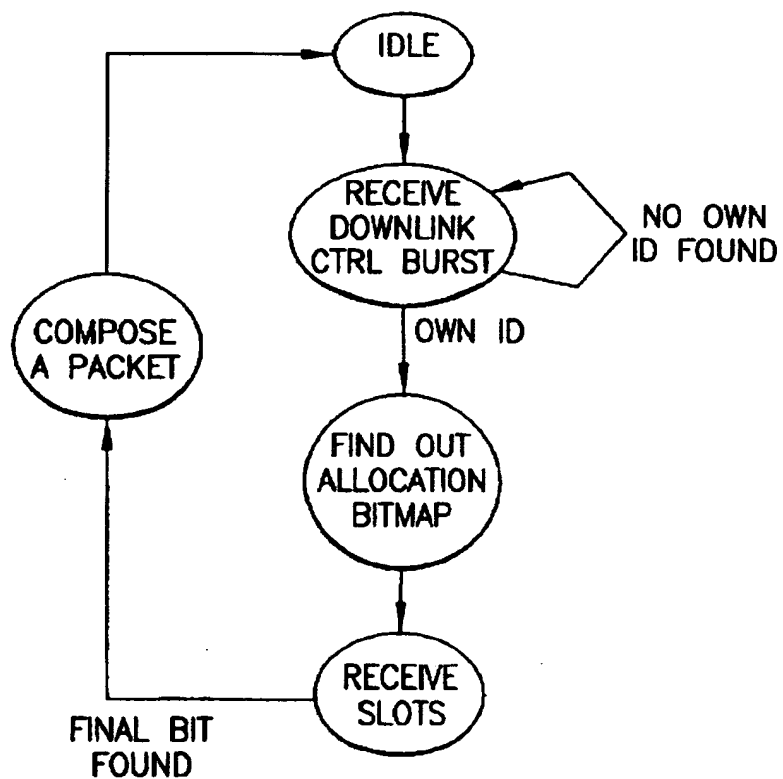 IDLE
RECEIVE
DOWNLINK
CTRL BURST
NO OWN
ID FOUND
OWN ID
COMPOSE
A PACKET
FIND OUT
ALLOCATION
BITMAP
RECEIVE
SLOTS
FINAL BIT
FOUND